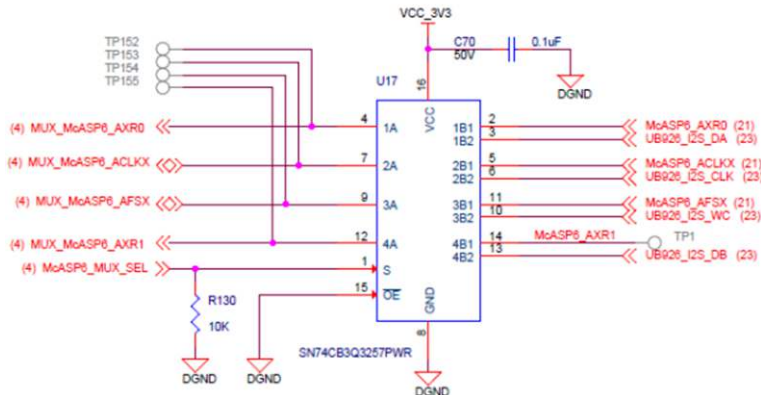 VCC_3V3
TP152
TP153
TP154
TP155
C70
50V
0.1uF
DGND
U17
16
VCC
(4) MUX_McASP6_AXR0
4
1A
1B1
2
McASP6_AXR0 (21)
1B2
3
UB926_I2S_DA (23)
(4) MUX_McASP6_ACLKX
7
2A
2B1
5
McASP6_ACLKX (21)
2B2
6
UB926_I2S_CLK (23)
(4) MUX_McASP6_AFSX
9
3A
3B1
11
McASP6_AFSX (21)
3B2
10
UB926_I2S_WC (23)
(4) MUX_McASP6_AXR1
12
4A
4B1
14
McASP6_AXR1
TP1
4B2
13
UB926_I2S_DB (23)
(4) McASP6_MUX_SEL
1
S
15
OE
GND
8
R130
10K
SN74CB3Q3257PWR
DGND
DGND
DGND